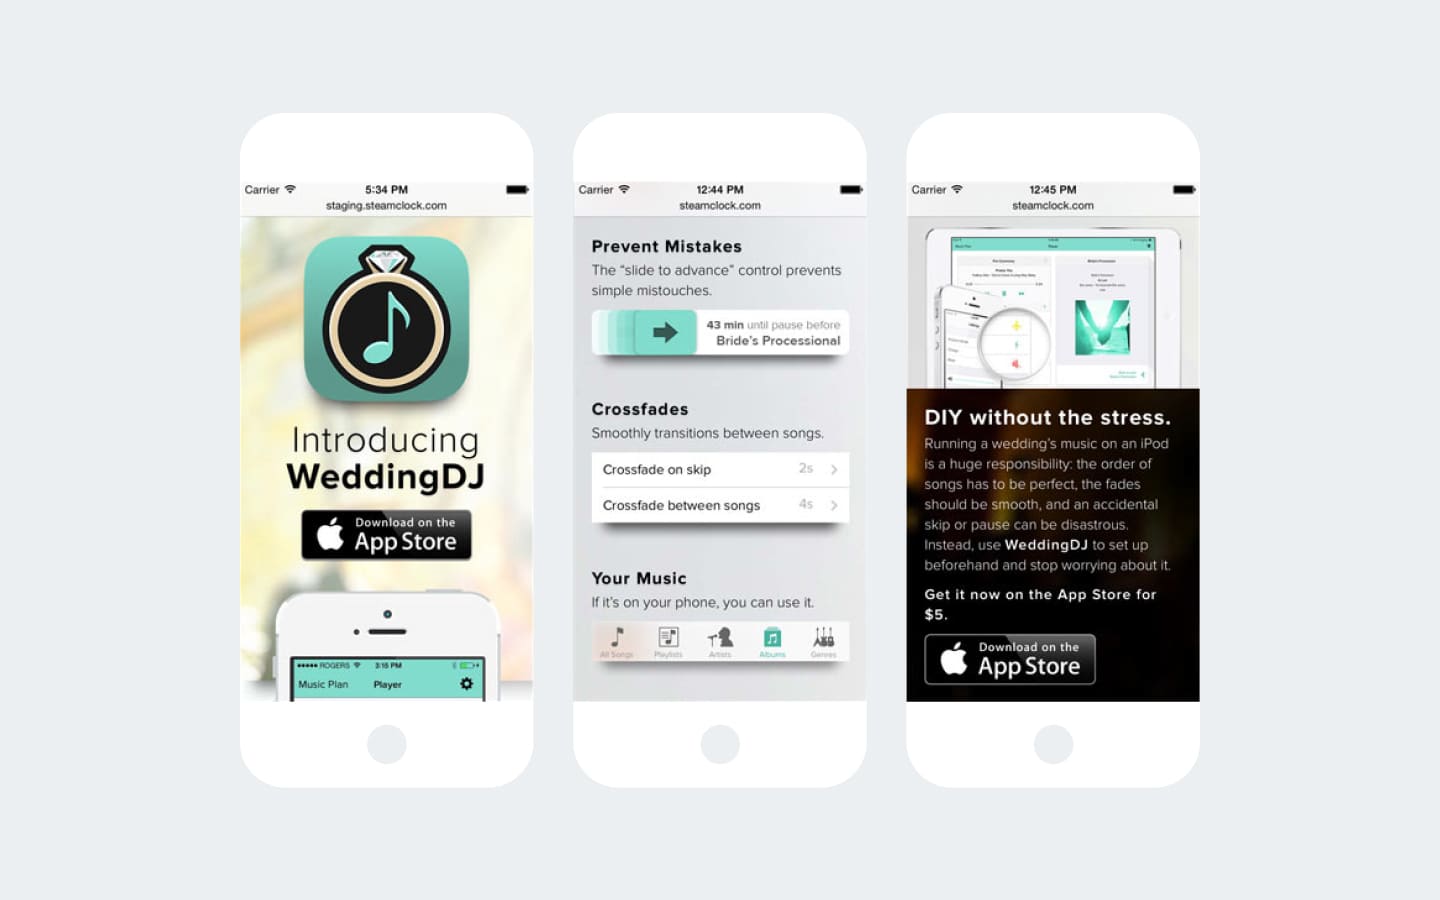 Carrier 5:34 PM
staging.steamclock.com
Introducing
WeddingDJ
Download on the
App Store
ROGERS 3:15 PM
Music Plan Player
Carrier 12:44 PM
steamclock.com
Prevent Mistakes
The “slide to advance” control prevents
simple mistouches.
43 min until pause before
Bride’s Processional
Crossfades
Smoothly transitions between songs.
Crossfade on skip 2s
Crossfade between songs 4s
Your Music
If it’s on your phone, you can use it.
All Songs Playlists Artists Albums Genres
Carrier 12:45 PM
steamclock.com
DIY without the stress.
Running a wedding’s music on an iPod
is a huge responsibility: the order of
songs has to be perfect, the fades
should be smooth, and an accidental
skip or pause can be disastrous.
Instead, use WeddingDJ to set up
beforehand and stop worrying about it.
Get it now on the App Store for
$5.
Download on the
App Store